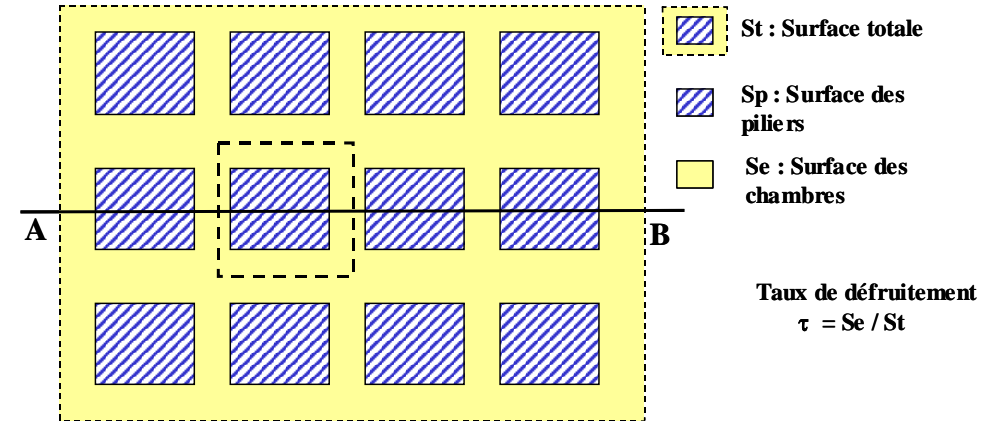 St : Surface totale
Sp : Surface des
piliers
Se : Surface des
chambres
A
B
Taux de défruitement
τ = Se / St